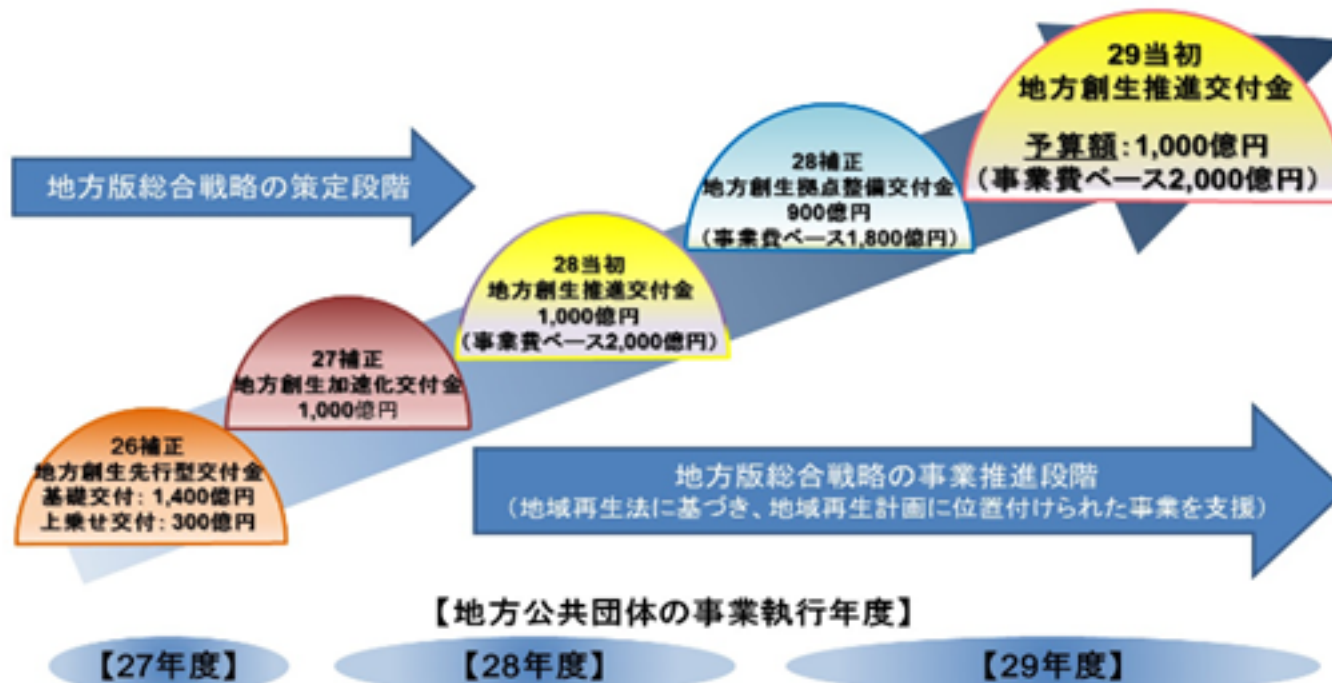 29当初
地方創生推進交付金
予算額：1,000億円
（事業費ベース2,000億円）
地方版総合戦略の策定段階
28補正
地方創生拠点整備交付金
900億円
（事業費ベース1,800億円）
28当初
地方創生推進交付金
1,000億円
（事業費ベース2,000億円）
27補正
地方創生加速化交付金
1,000億円
26補正
地方創生先行型交付金
基礎交付：1,400億円
上乗せ交付：300億円
地方版総合戦略の事業推進段階
（地域再生法に基づき、地域再生計画に位置付けられた事業を支援）
【地方公共団体の事業執行年度】
【27年度】
【28年度】
【29年度】